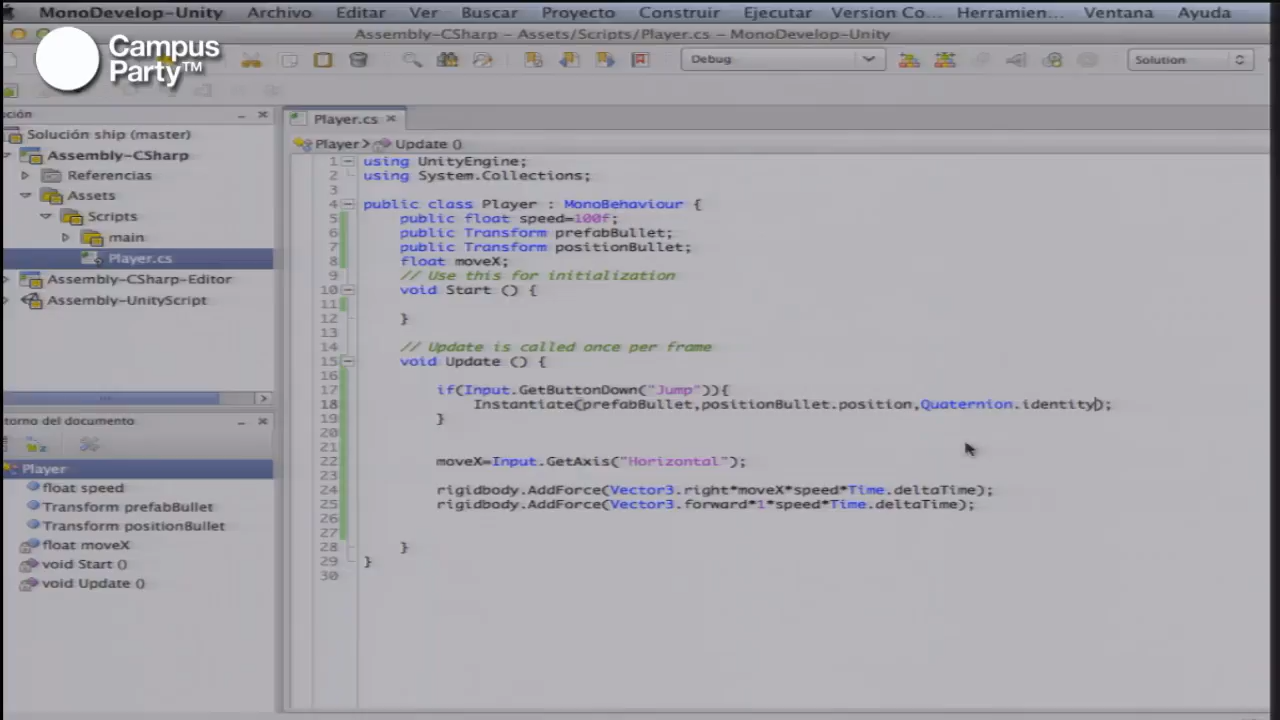 MonoDevelop-Unity Archivo Editar Ver Buscar Proyecto Construir Ejecutar Version Co... Herramien... Ventana Ayuda
Assembly-CSharp – Assets/Scripts/Player.cs – MonoDevelop-Unity
Campus
Party™
Debug
Solution
ción
Solución ship (master)
Assembly-CSharp
Referencias
Assets
Scripts
main
Player.cs
Assembly-CSharp-Editor
Assembly-UnityScript
torno del documento
Player
float speed
Transform prefabBullet
Transform positionBullet
float moveX
void Start ()
void Update ()
Player.cs
Player Update ()
1 using UnityEngine;
2 using System.Collections;
3
4 public class Player : MonoBehaviour {
5 public float speed=100f;
6 public Transform prefabBullet;
7 public Transform positionBullet;
8 float moveX;
9 // Use this for initialization
10 void Start () {
11
12 }
13
14 // Update is called once per frame
15 void Update () {
16
17 if(Input.GetButtonDown("Jump")){
18 Instantiate(prefabBullet,positionBullet.position,Quaternion.identity);
19 }
20
21
22 moveX=Input.GetAxis("Horizontal");
23
24 rigidbody.AddForce(Vector3.right*moveX*speed*Time.deltaTime);
25 rigidbody.AddForce(Vector3.forward*1*speed*Time.deltaTime);
26
27
28 }
29 }
30